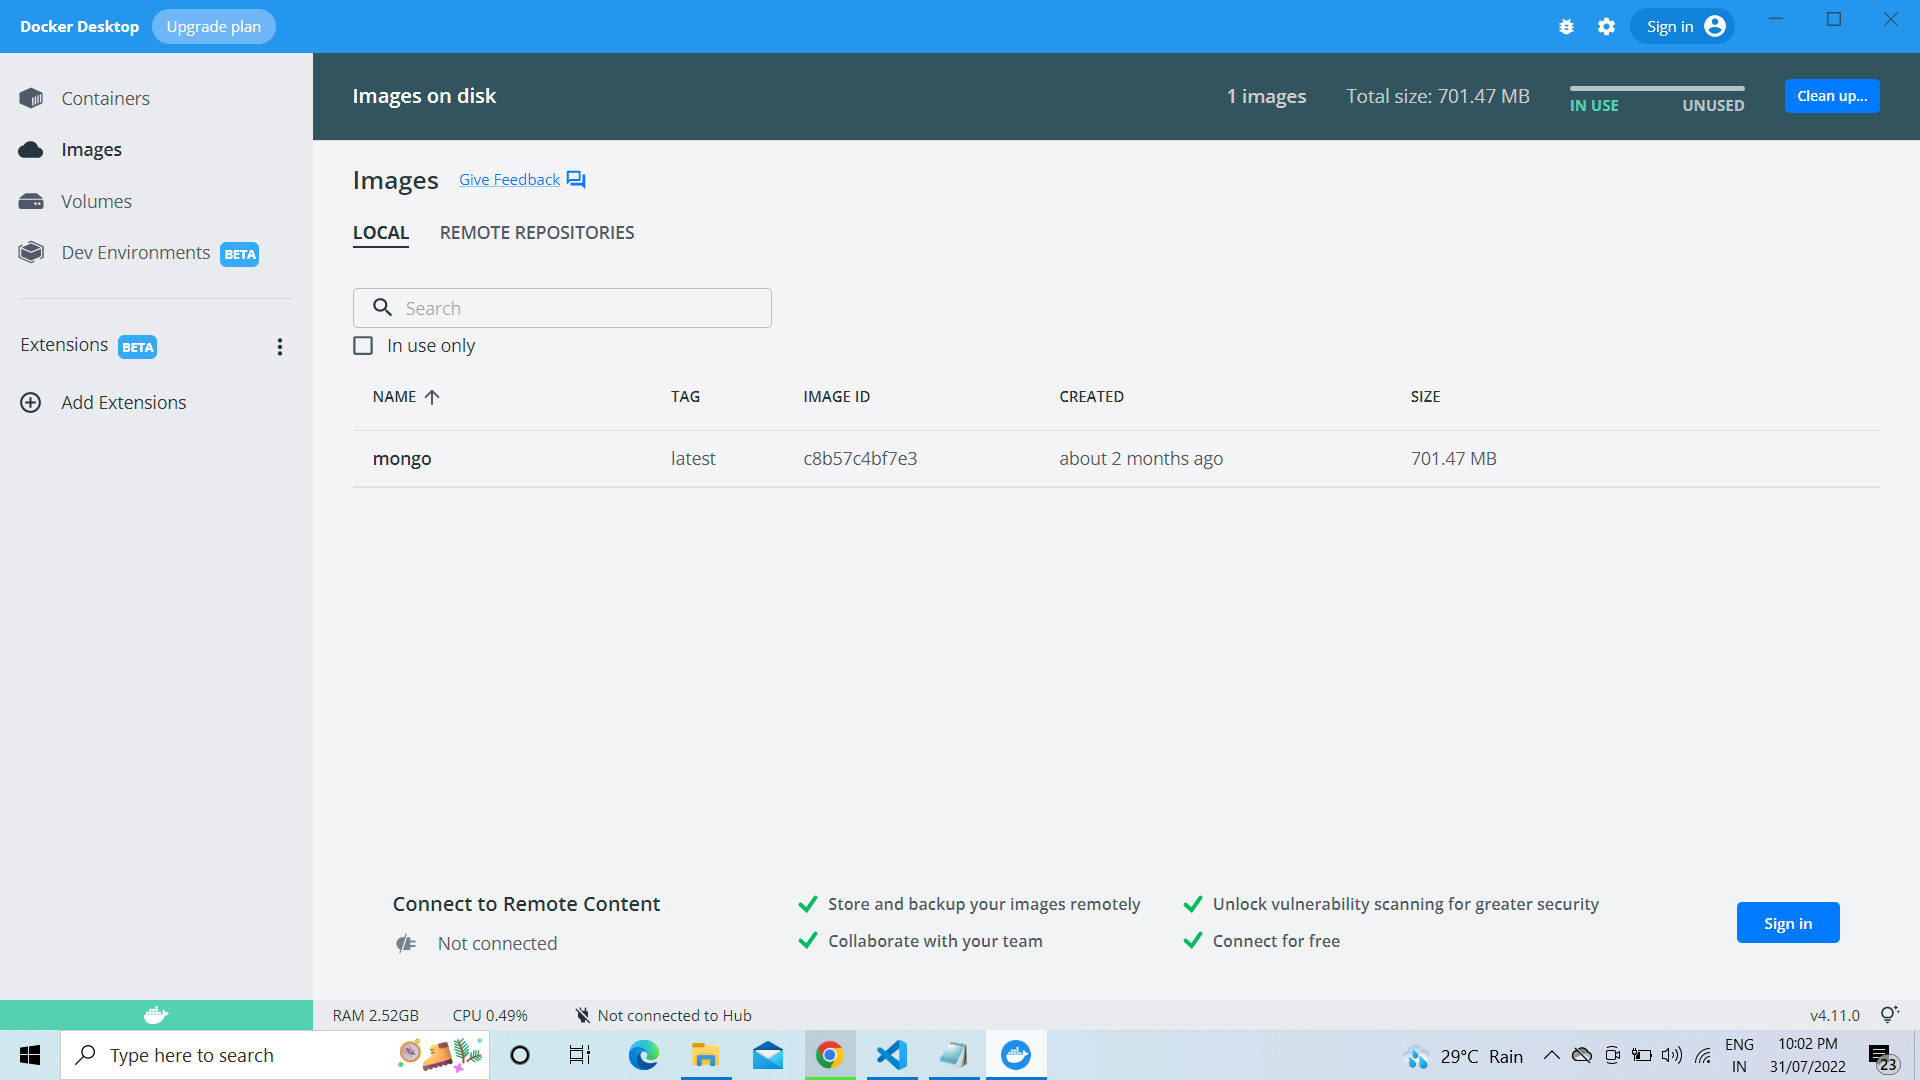 Docker Desktop Upgrade plan Sign in
Containers
Images
Volumes
Dev Environments BETA
Extensions BETA
Add Extensions
Images on disk 1 images Total size: 701.47 MB IN USE UNUSED Clean up...
Images Give Feedback
LOCAL REMOTE REPOSITORIES
Search
In use only
NAME TAG IMAGE ID CREATED SIZE
mongo latest c8b57c4bf7e3 about 2 months ago 701.47 MB
Connect to Remote Content
Not connected
Store and backup your images remotely
Collaborate with your team
Unlock vulnerability scanning for greater security
Connect for free
Sign in
RAM 2.52GB CPU 0.49% Not connected to Hub v4.11.0
Type here to search
29°C Rain
ENG
IN
10:02 PM
31/07/2022
23